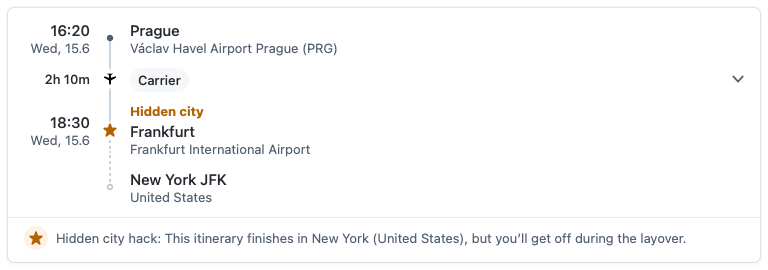 16:20
Prague
Wed, 15.6
Václav Havel Airport Prague (PRG)
2h 10m
Carrier
Hidden city
18:30
Frankfurt
Wed, 15.6
Frankfurt International Airport
New York JFK
United States
Hidden city hack: This itinerary finishes in New York (United States), but you’ll get off during the layover.